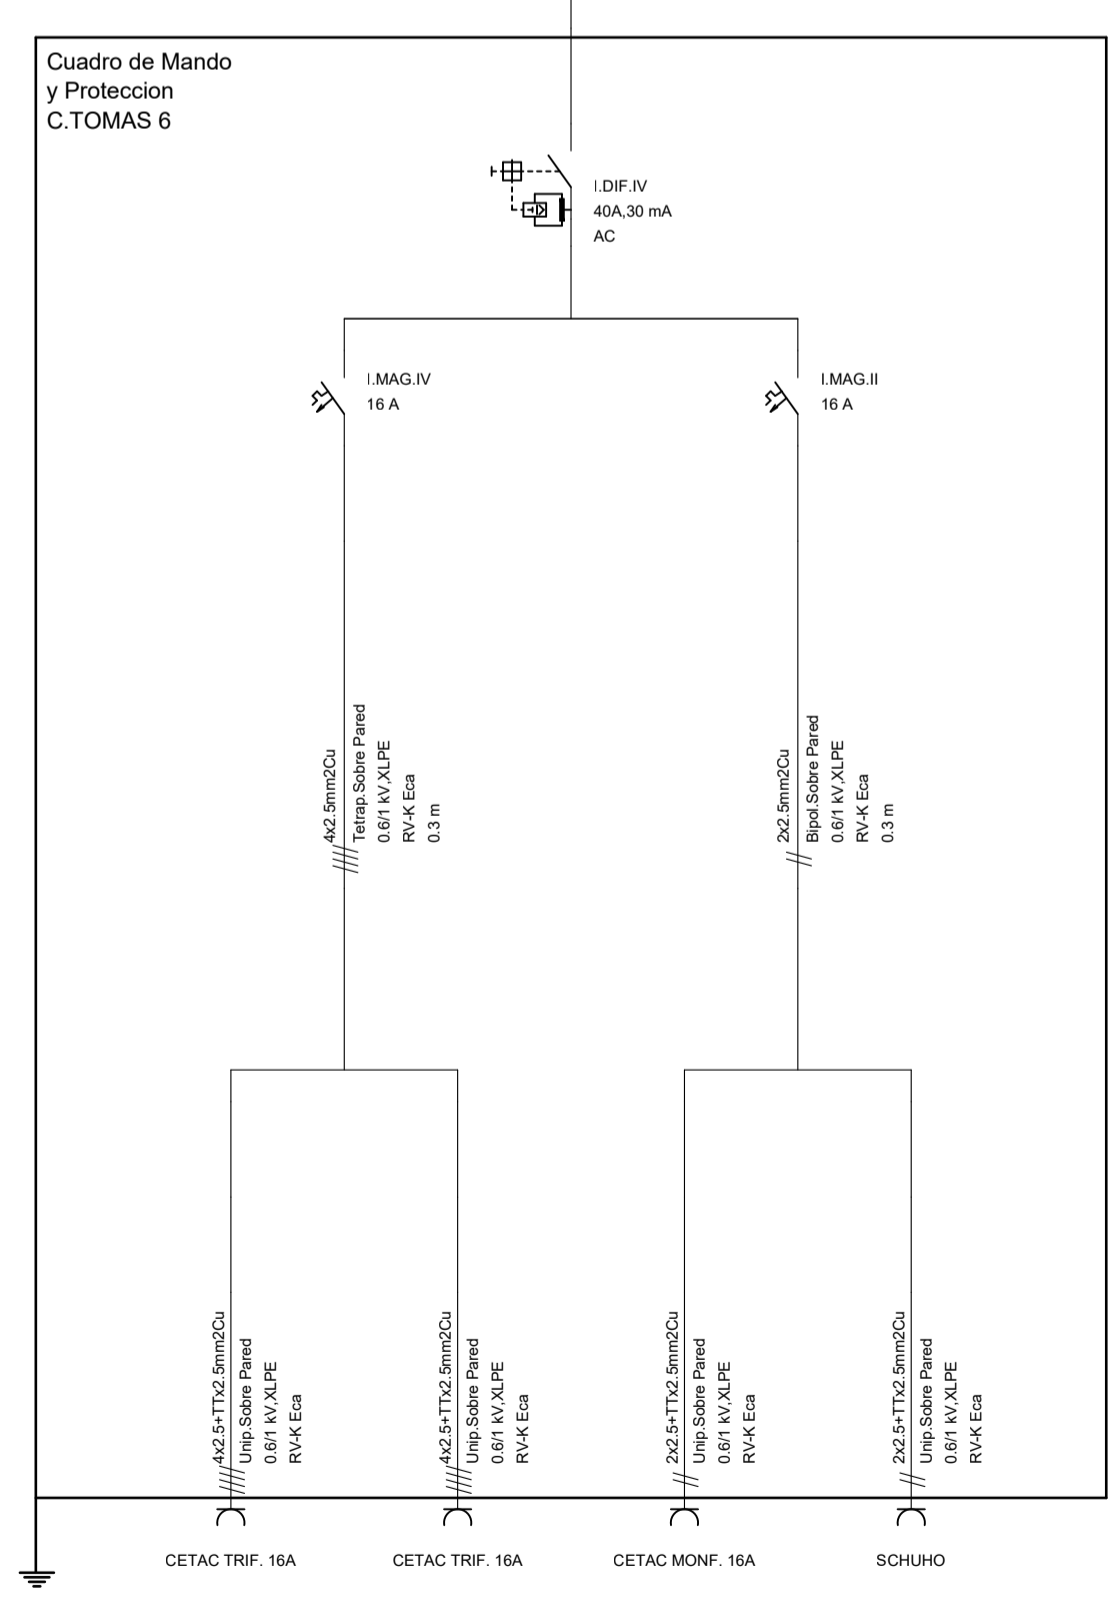 Cuadro de Mando
y Proteccion
C.TOMAS 6
I.DIF.IV
40A,30 mA
AC
I.MAG.IV
16 A
I.MAG.II
16 A
4x2.5mm2Cu
Tetrap.Sobre Pared
0.6/1 kV,XLPE
RV-K Eca
0.3 m
2x2.5mm2Cu
Bipol.Sobre Pared
0.6/1 kV,XLPE
RV-K Eca
0.3 m
4x2.5+TTx2.5mm2Cu
Unip.Sobre Pared
0.6/1 kV,XLPE
RV-K Eca
4x2.5+TTx2.5mm2Cu
Unip.Sobre Pared
0.6/1 kV,XLPE
RV-K Eca
2x2.5+TTx2.5mm2Cu
Unip.Sobre Pared
0.6/1 kV,XLPE
RV-K Eca
2x2.5+TTx2.5mm2Cu
Unip.Sobre Pared
0.6/1 kV,XLPE
RV-K Eca
CETAC TRIF. 16A
CETAC TRIF. 16A
CETAC MONF. 16A
SCHUHO